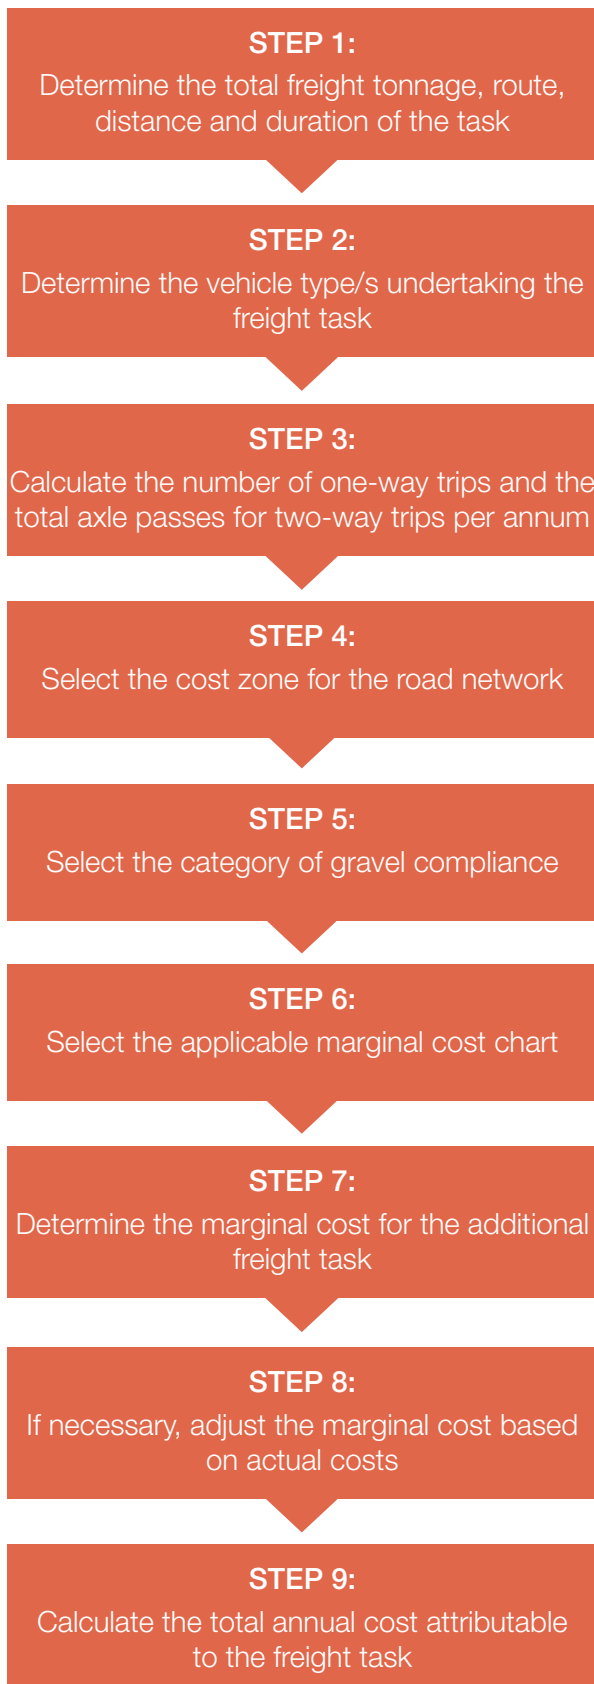 STEP 1:
Determine the total freight tonnage, route,
distance and duration of the task
STEP 2:
Determine the vehicle type/s undertaking the
freight task
STEP 3:
Calculate the number of one-way trips and the
total axle passes for two-way trips per annum
STEP 4:
Select the cost zone for the road network
STEP 5:
Select the category of gravel compliance
STEP 6:
Select the applicable marginal cost chart
STEP 7:
Determine the marginal cost for the additional
freight task
STEP 8:
If necessary, adjust the marginal cost based
on actual costs
STEP 9:
Calculate the total annual cost attributable
to the freight task